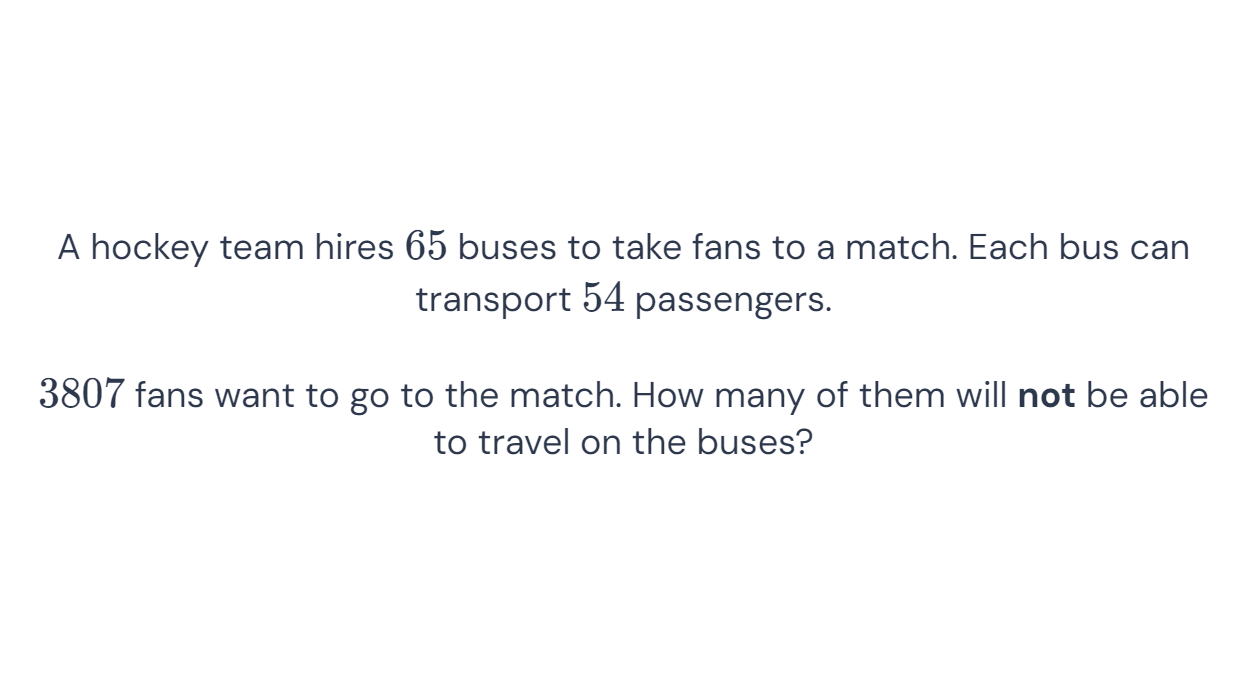 A hockey team hires 65 buses to take fans to a match. Each bus can
transport 54 passengers.
3807 fans want to go to the match. How many of them will not be able
to travel on the buses?